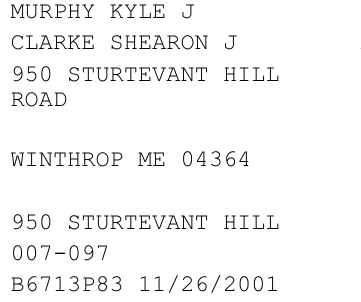 MURPHY KYLE J
CLARKE SHEARON J
950 STURTEVANT HILL
ROAD
WINTHROP ME 04364
950 STURTEVANT HILL
007-097
B6713P83 11/26/2001